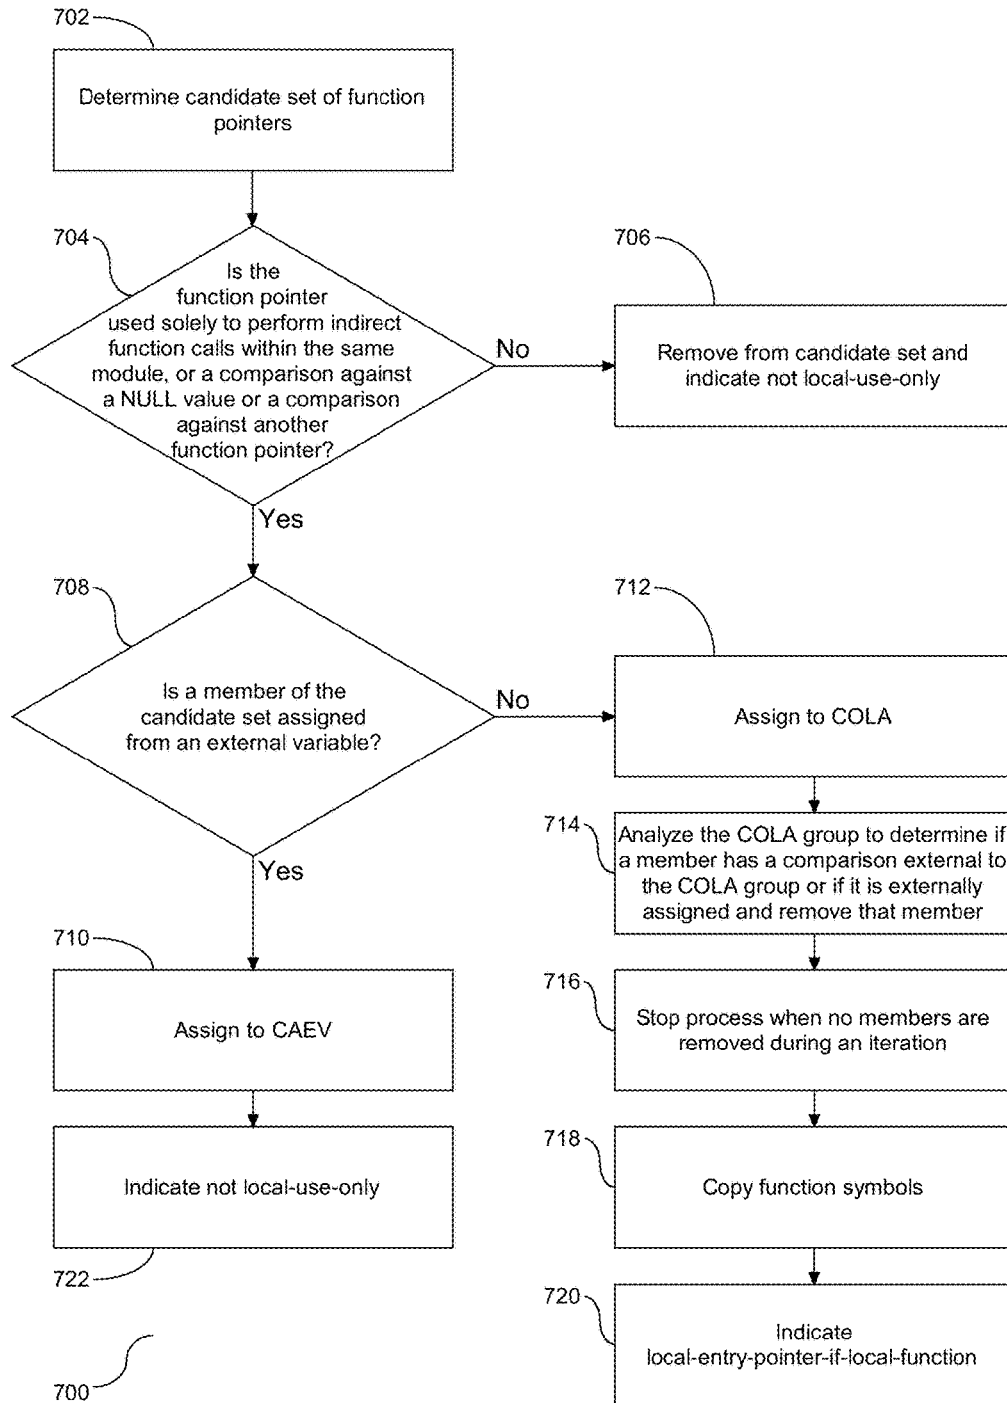 702
Determine candidate set of function
pointers
704
Is the
function pointer
used solely to perform indirect
function calls within the same
module, or a comparison against
a NULL value or a comparison
against another
function pointer?
No
706
Remove from candidate set and
indicate not local-use-only
Yes
708
Is a member of the
candidate set assigned
from an external variable?
No
712
Assign to COLA
714
Analyze the COLA group to determine if
a member has a comparison external to
the COLA group or if it is externally
assigned and remove that member
Yes
710
Assign to CAEV
716
Stop process when no members are
removed during an iteration
Indicate not local-use-only
722
718
Copy function symbols
720
Indicate
local-entry-pointer-if-local-function
700